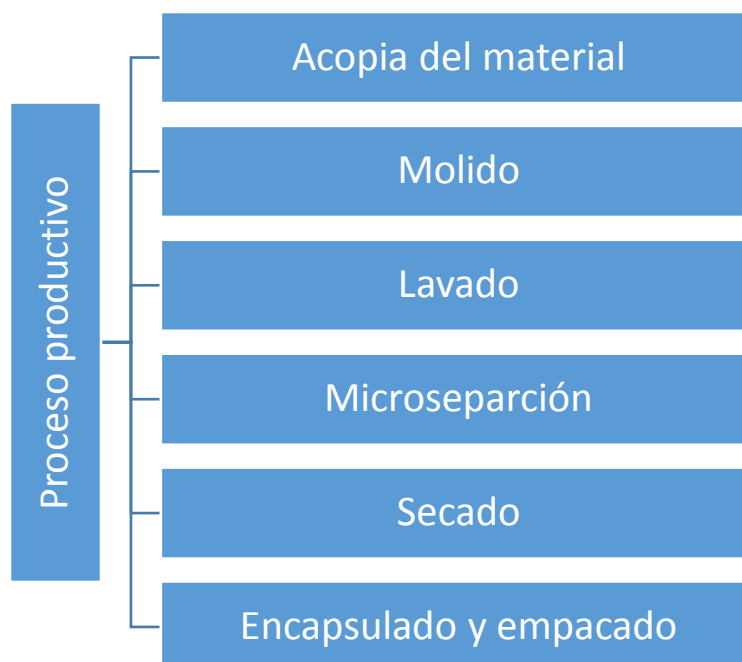 Proceso productivo
Acopia del material
Molido
Lavado
Microseparción
Secado
Encapsulado y empacado